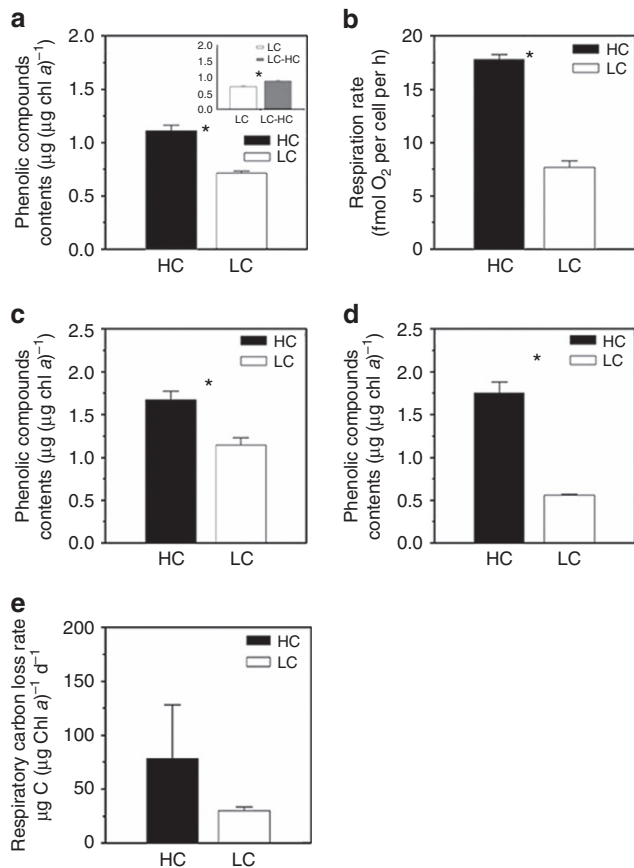 a
Phenolic compounds
contents (µg (µg chl a)⁻¹)
2.0
1.5
1.0
0.5
0.0
2.0
1.5
1.0
0.5
0.0
LC
LC-HC
*
LC LC-HC
*
HC
LC
HC LC
b
Respiration rate
(fmol O₂ per cell per h)
20
15
10
5
0
*
HC
LC
HC LC
c
Phenolic compounds
contents (µg (µg chl a)⁻¹)
2.5
2.0
1.5
1.0
0.5
0.0
*
HC
LC
HC LC
d
Phenolic compounds
contents (µg (µg chl a)⁻¹)
2.5
2.0
1.5
1.0
0.5
0.0
*
HC
LC
HC LC
e
Respiratory carbon loss rate
µg C (µg Chl a)⁻¹ d⁻¹
200
150
100
50
0
HC
LC
HC LC